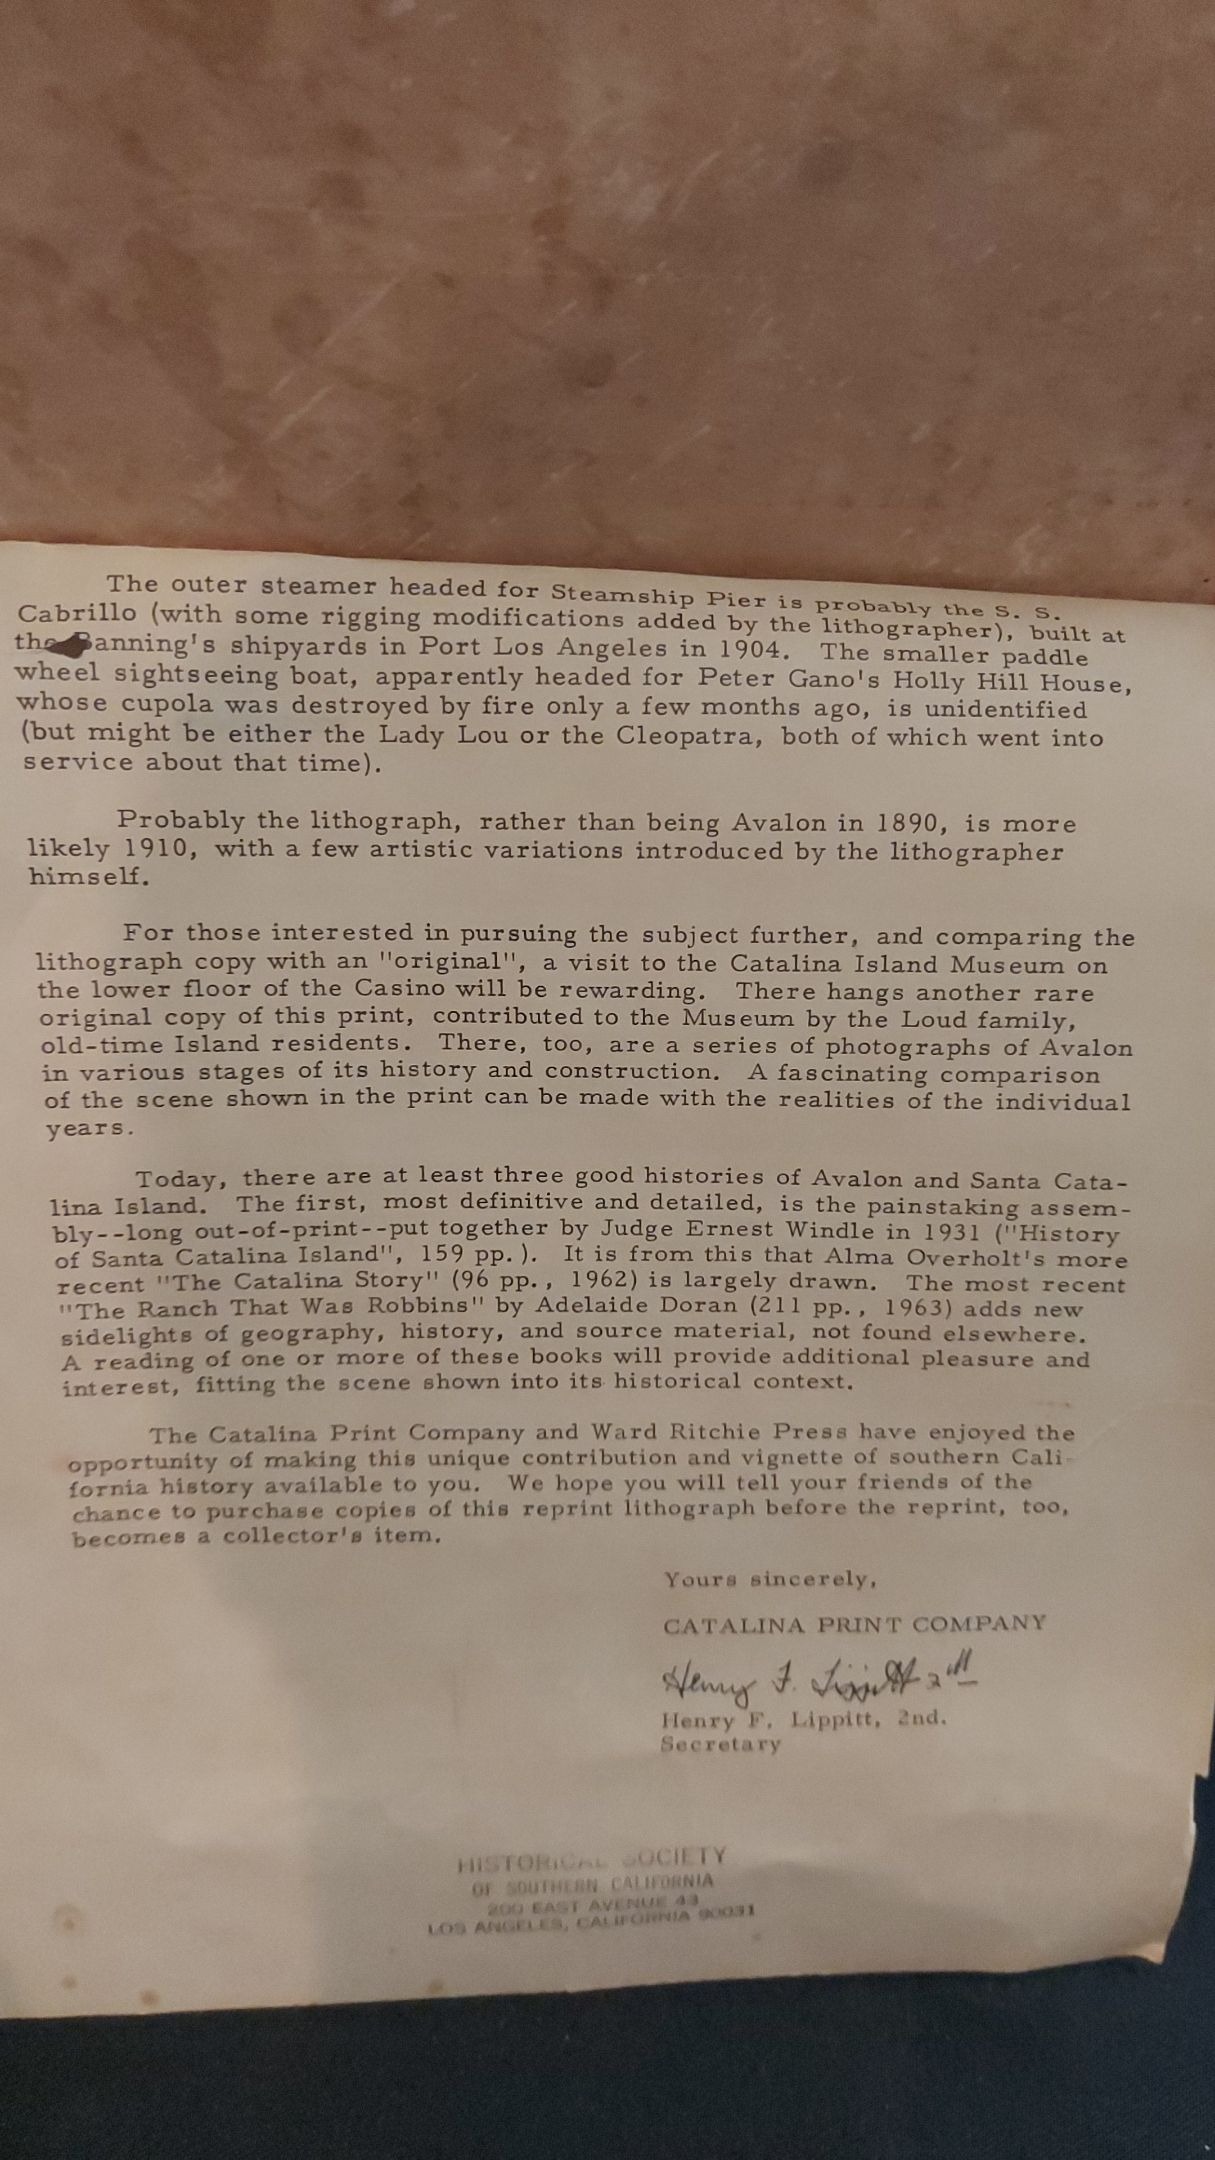 The outer steamer headed for Steamship Pier is probably the S. S.
Cabrillo (with some rigging modifications added by the lithographer), built at
the Banning's shipyards in Port Los Angeles in 1904. The smaller paddle
wheel sightseeing boat, apparently headed for Peter Gano's Holly Hill House,
whose cupola was destroyed by fire only a few months ago, is unidentified
(but might be either the Lady Lou or the Cleopatra, both of which went into
service about that time).
Probably the lithograph, rather than being Avalon in 1890, is more
likely 1910, with a few artistic variations introduced by the lithographer
himself.
For those interested in pursuing the subject further, and comparing the
lithograph copy with an "original", a visit to the Catalina Island Museum on
the lower floor of the Casino will be rewarding. There hangs another rare
original copy of this print, contributed to the Museum by the Loud family,
old-time Island residents. There, too, are a series of photographs of Avalon
in various stages of its history and construction. A fascinating comparison
of the scene shown in the print can be made with the realities of the individual
years.
Today, there are at least three good histories of Avalon and Santa Cata-
lina Island. The first, most definitive and detailed, is the painstaking assem-
bly--long out-of-print--put together by Judge Ernest Windle in 1931 ("History
of Santa Catalina Island", 159 pp.). It is from this that Alma Overholt's more
recent "The Catalina Story" (96 pp., 1962) is largely drawn. The most recent
"The Ranch That Was Robbins" by Adelaide Doran (211 pp., 1963) adds new
sidelights of geography, history, and source material, not found elsewhere.
A reading of one or more of these books will provide additional pleasure and
interest, fitting the scene shown into its historical context.
The Catalina Print Company and Ward Ritchie Press have enjoyed the
opportunity of making this unique contribution and vignette of southern Cali-
fornia history available to you. We hope you will tell your friends of the
chance to purchase copies of this reprint lithograph before the reprint, too,
becomes a collector's item.
Yours sincerely,
CATALINA PRINT COMPANY
Henry F. Lippitt 2nd
Henry F. Lippitt, 2nd.
Secretary
HISTORICAL SOCIETY
OF SOUTHERN CALIFORNIA
200 EAST AVENUE 43
LOS ANGELES, CALIFORNIA 90031